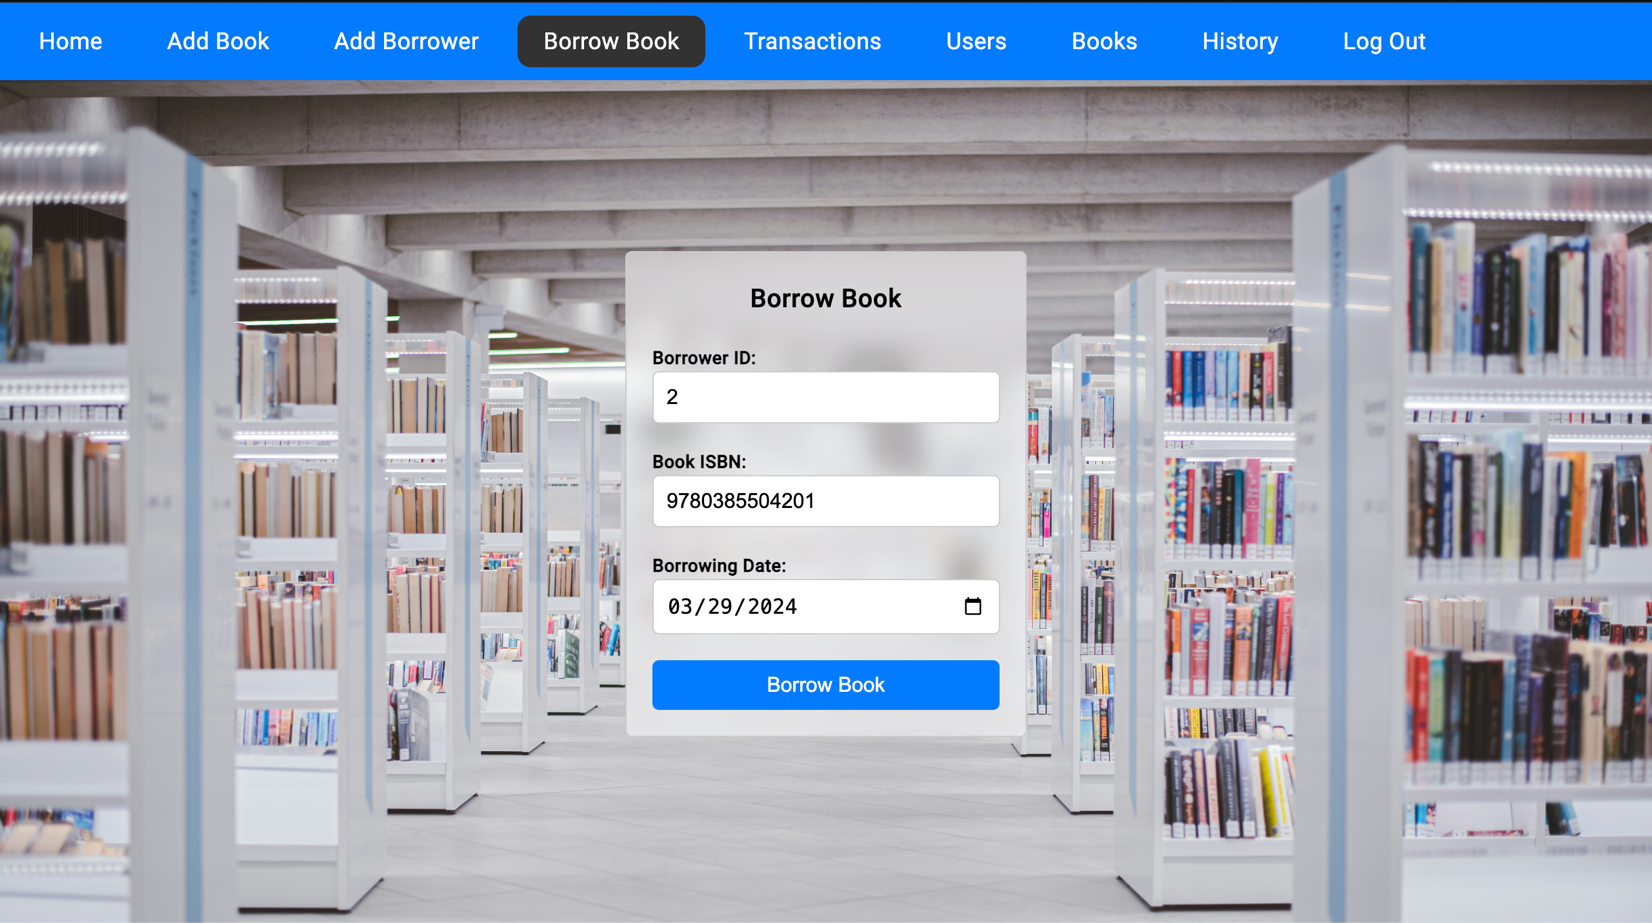 Home Add Book Add Borrower Borrow Book Transactions Users Books History Log Out
Borrow Book
Borrower ID:
2
Book ISBN:
9780385504201
Borrowing Date:
03/29/2024
Borrow Book